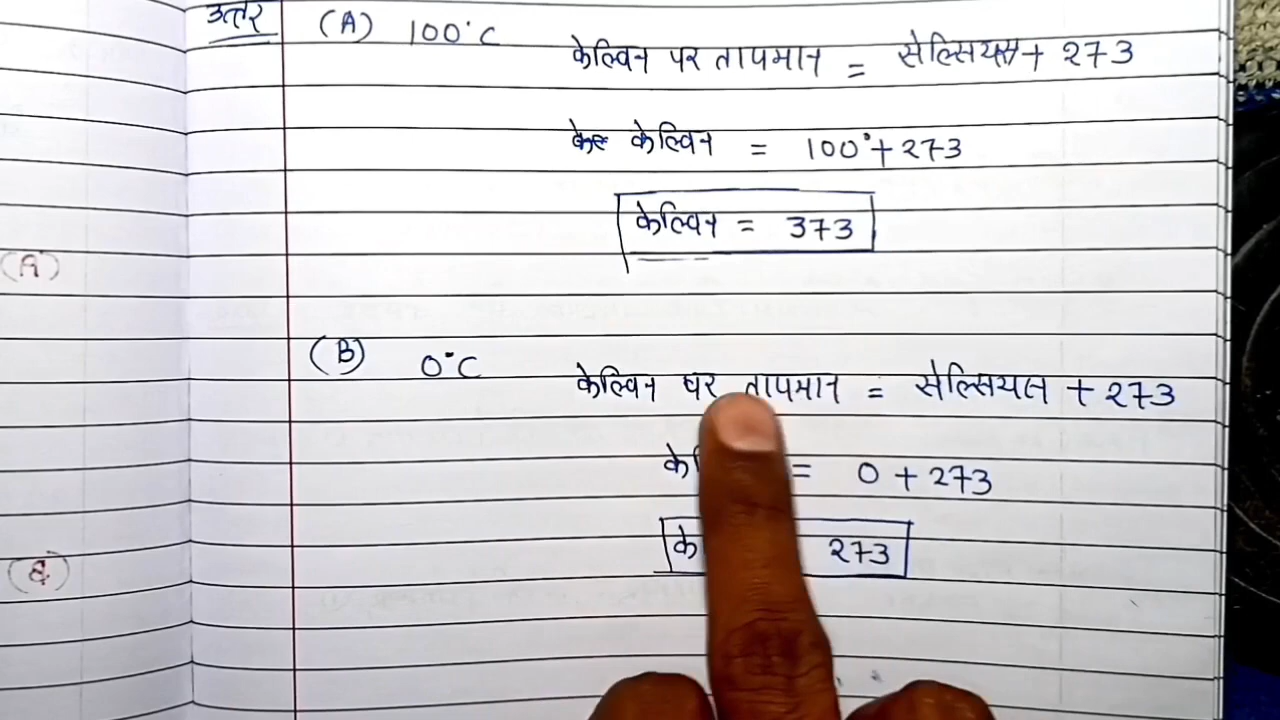 उत्तर (A) 100°C
केल्विन पर तापमान = सेल्सियस + 273
केल्विन = 100° + 273
केल्विन = 373
(A)
(B) 0°C केल्विन पर तापमान = सेल्सियस + 273
के = 0 + 273
के 273